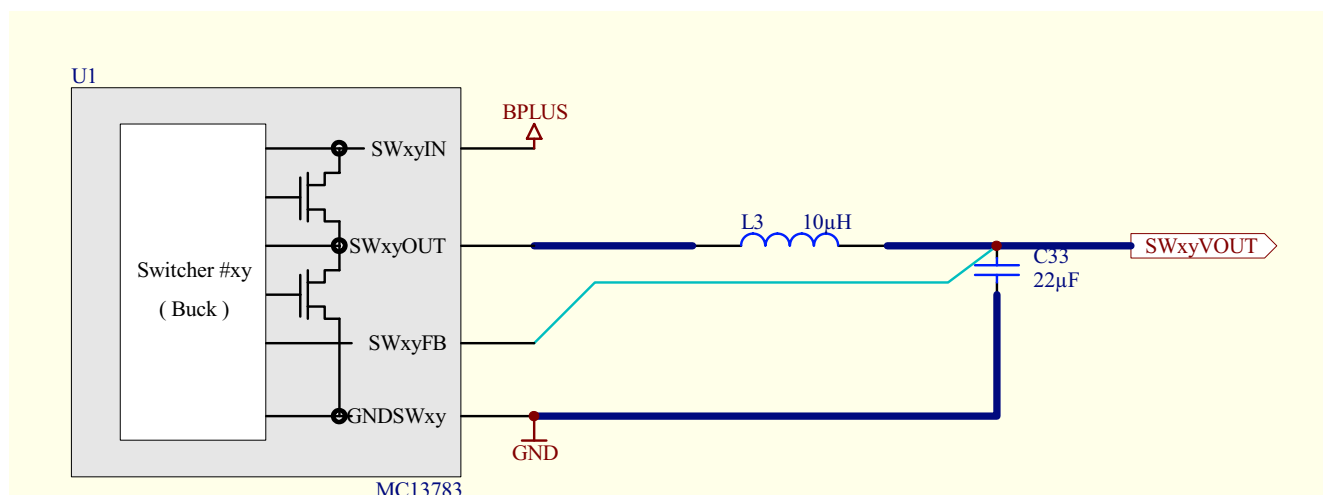 U1
BPLUS
SWxyIN
L3 10µH
SWxyOUT
SWxyVOUT
C33
22µF
Switcher #xy
( Buck )
SWxyFB
GNDSWxy
GND
MC13783